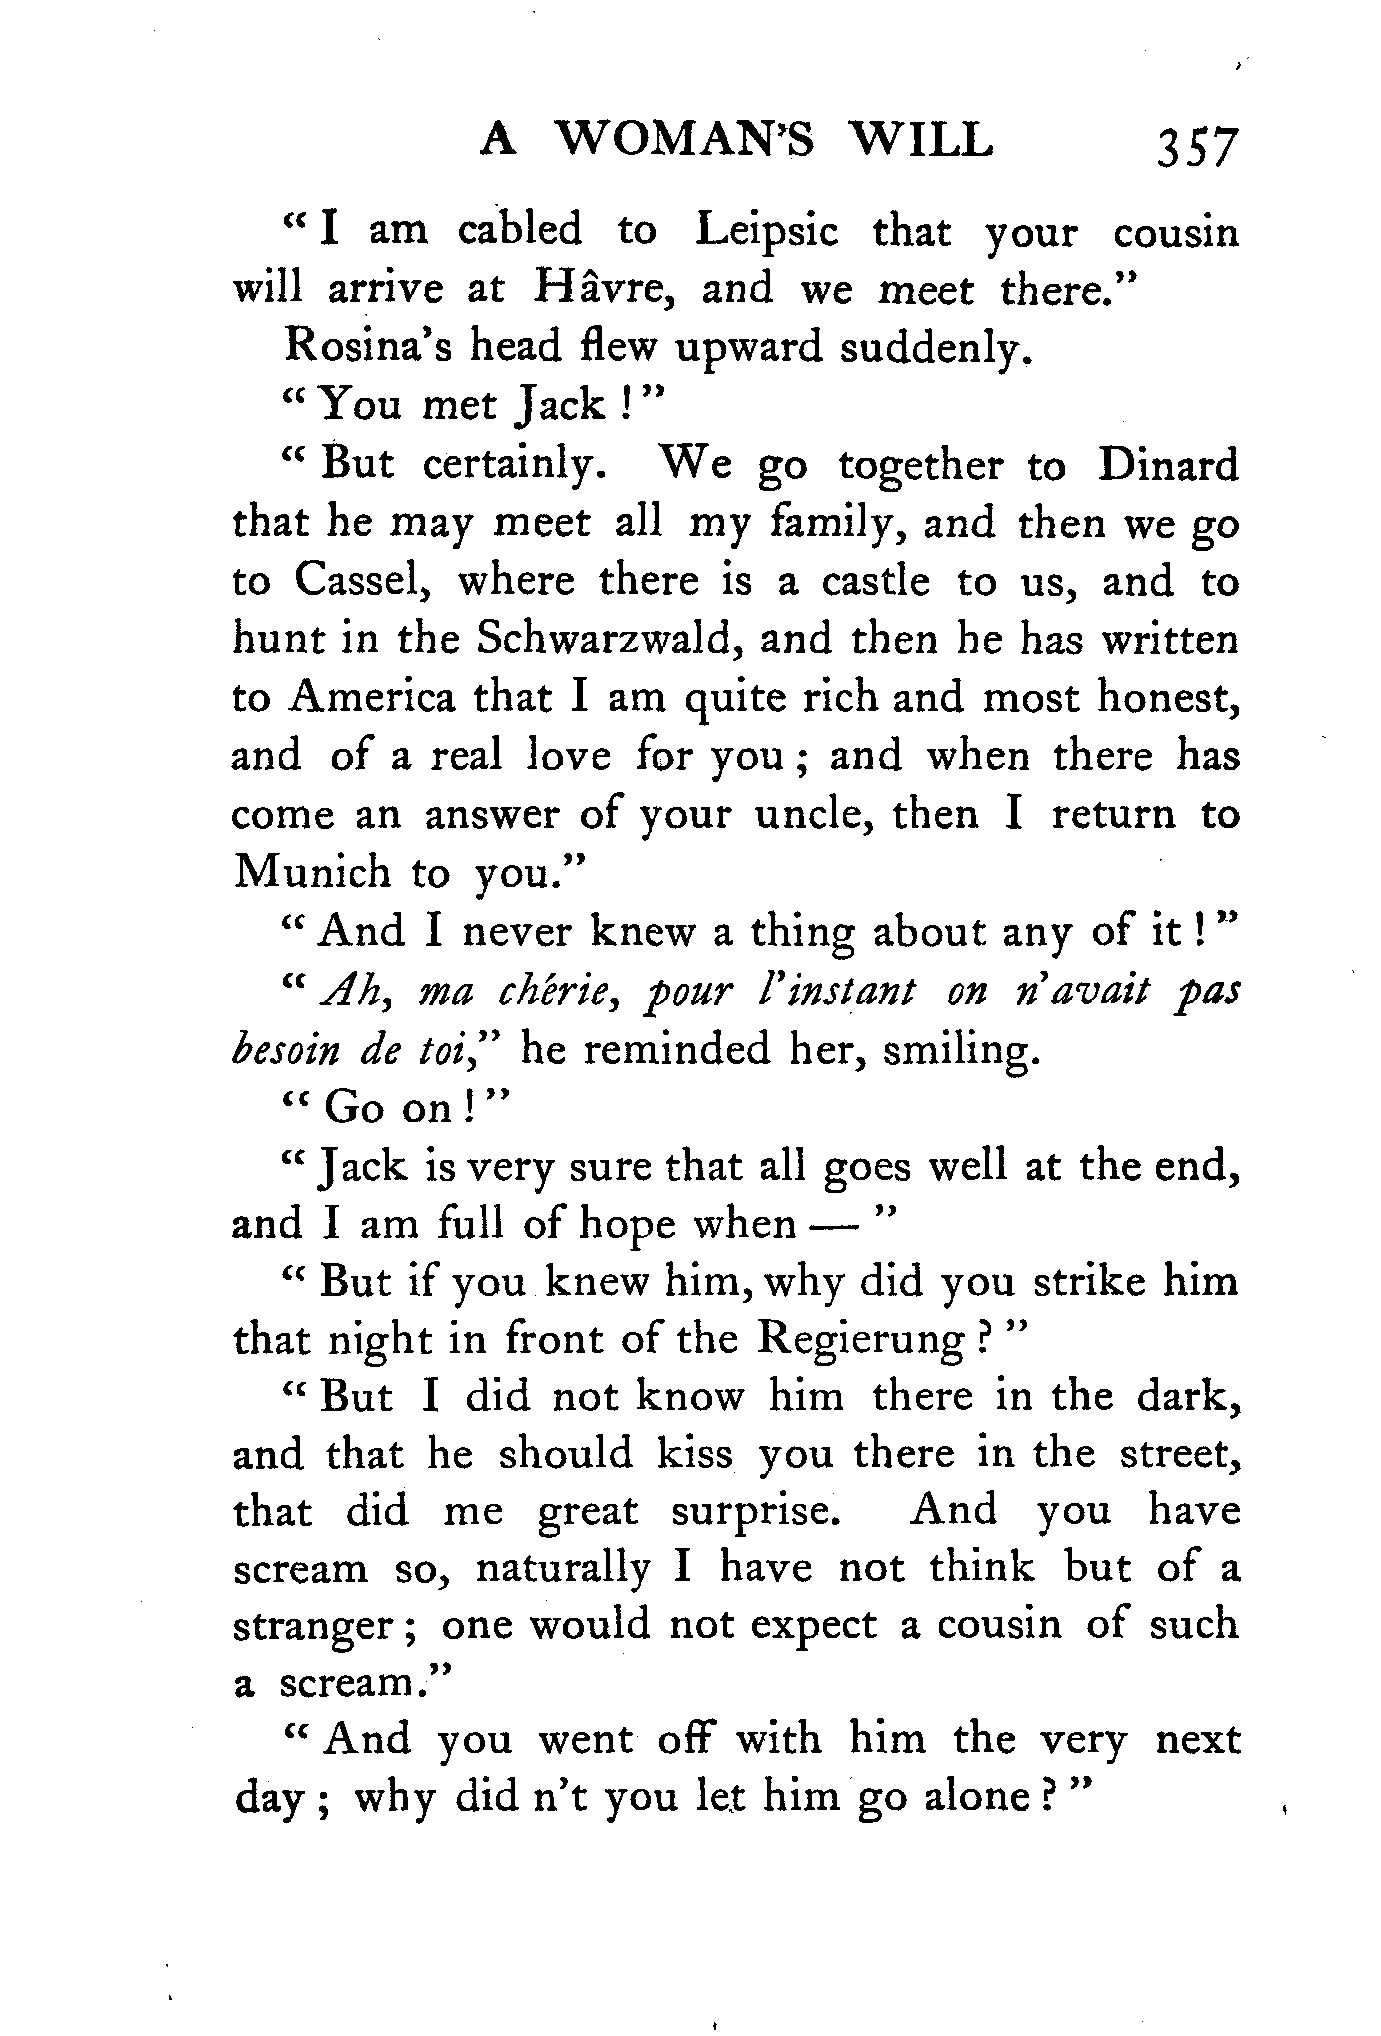 A WOMAN'S WILL 357
“ I am cabled to Leipsic that your cousin
will arrive at Hâvre, and we meet there.”
Rosina's head flew upward suddenly.
“ You met Jack ! ”
“ But certainly. We go together to Dinard
that he may meet all my family, and then we go
to Cassel, where there is a castle to us, and to
hunt in the Schwarzwald, and then he has written
to America that I am quite rich and most honest,
and of a real love for you ; and when there has
come an answer of your uncle, then I return to
Munich to you.”
“ And I never knew a thing about any of it ! ”
“ Ah, ma chérie, pour l'instant on n'avait pas
besoin de toi,” he reminded her, smiling.
“ Go on ! ”
“ Jack is very sure that all goes well at the end,
and I am full of hope when — ”
“ But if you knew him, why did you strike him
that night in front of the Regierung ? ”
“ But I did not know him there in the dark,
and that he should kiss you there in the street,
that did me great surprise. And you have
scream so, naturally I have not think but of a
stranger ; one would not expect a cousin of such
a scream.”
“ And you went off with him the very next
day ; why did n't you let him go alone ? ”